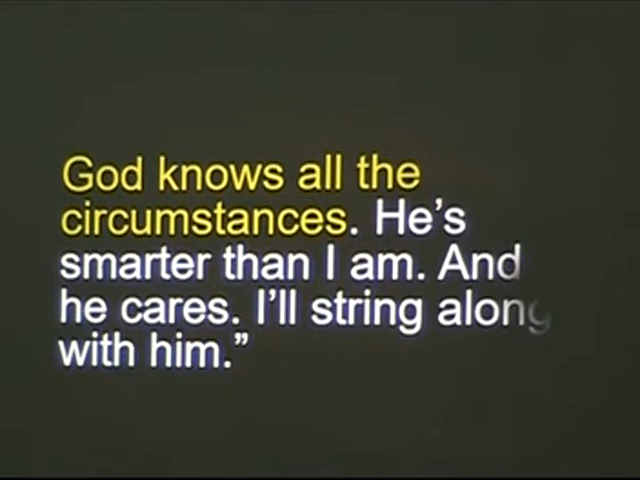 God knows all the
circumstances. He’s
smarter than I am. And
he cares. I’ll string along
with him.”